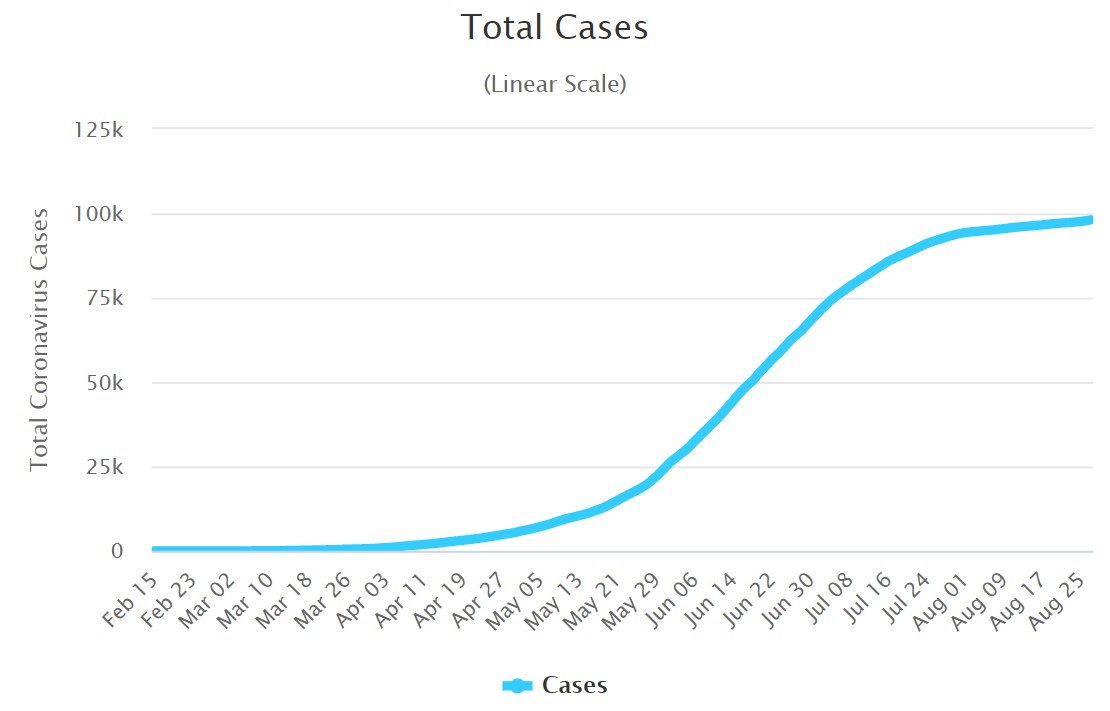 Total Cases
(Linear Scale)
Total Coronavirus Cases
125k
100k
75k
50k
25k
0
Feb 15
Feb 23
Mar 02
Mar 10
Mar 18
Mar 26
Apr 03
Apr 11
Apr 19
Apr 27
May 05
May 13
May 21
May 29
Jun 06
Jun 14
Jun 22
Jun 30
Jul 08
Jul 16
Jul 24
Aug 01
Aug 09
Aug 17
Aug 25
Cases